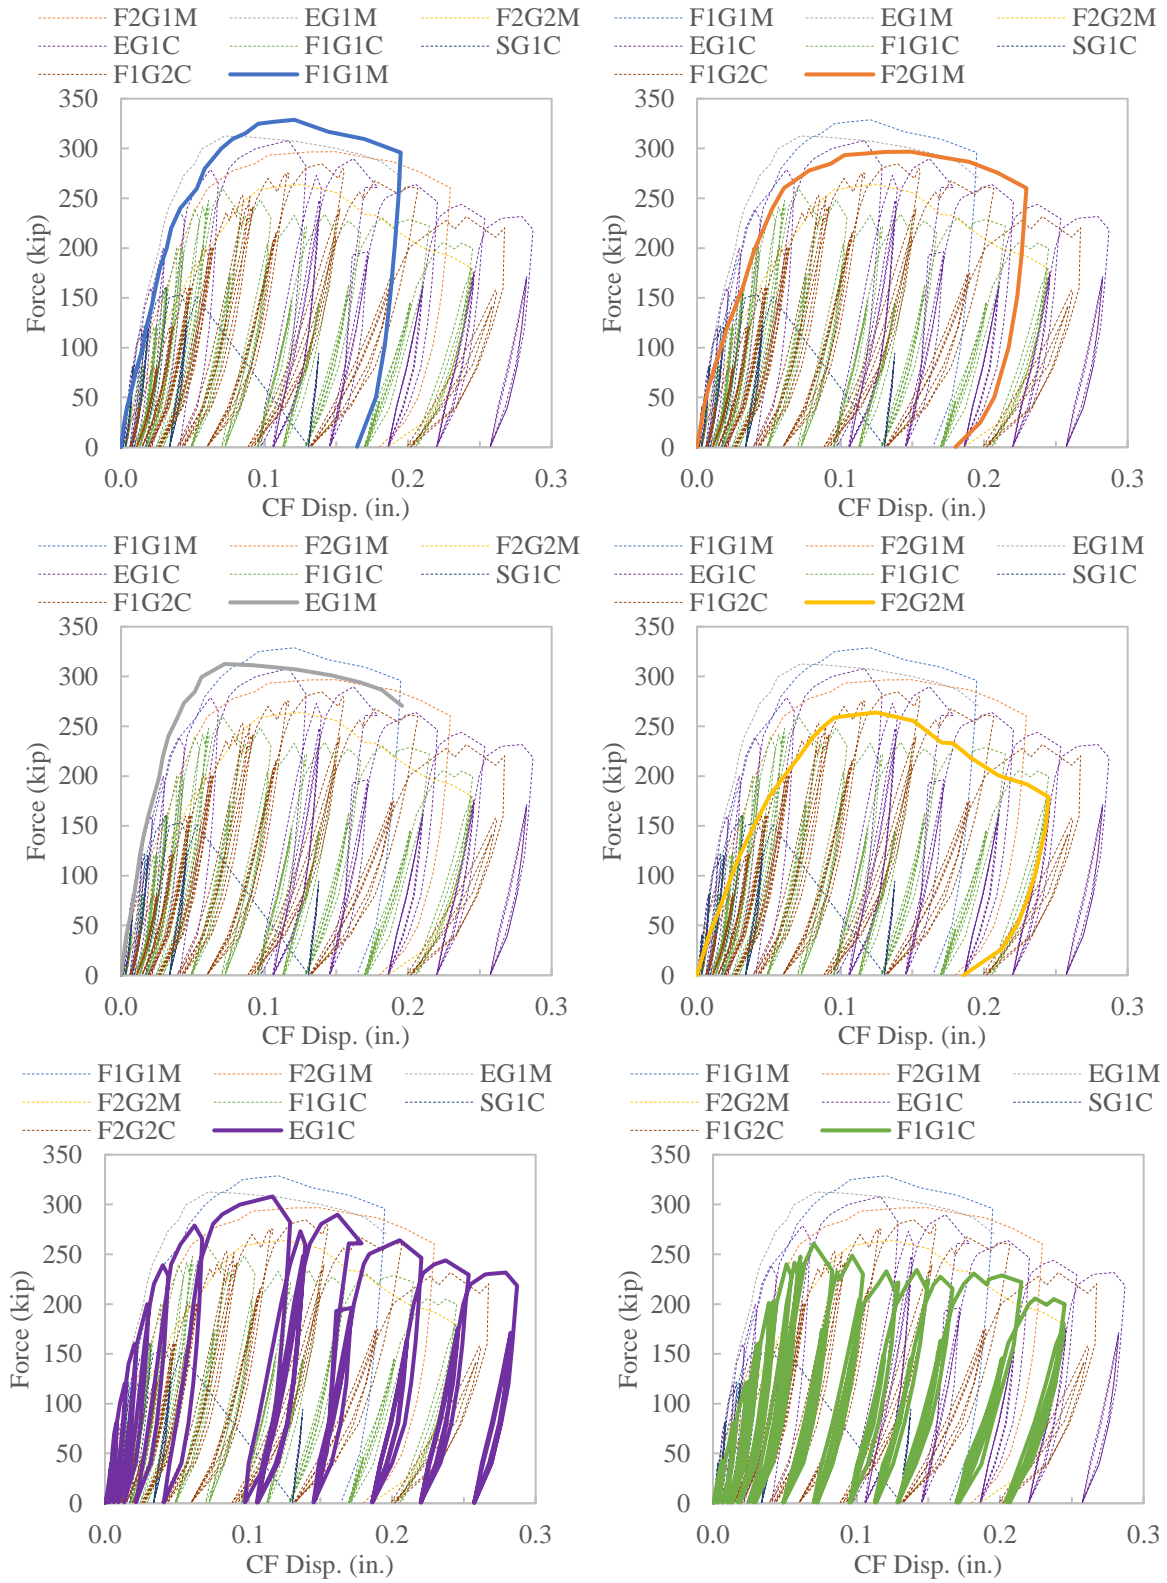 F2G1M EG1M F2G2M
EG1C F1G1C SG1C
F1G2C F1G1M
350
300
250
200
150
100
50
0
Force (kip)
0.0 0.1 0.2 0.3
CF Disp. (in.)
F1G1M EG1M F2G2M
EG1C F1G1C SG1C
F1G2C F2G1M
350
300
250
200
150
100
50
0
Force (kip)
0.0 0.1 0.2 0.3
CF Disp. (in.)
F1G1M F2G1M F2G2M
EG1C F1G1C SG1C
F1G2C EG1M
350
300
250
200
150
100
50
0
Force (kip)
0.0 0.1 0.2 0.3
CF Disp. (in.)
F1G1M F2G1M EG1M
EG1C F1G1C SG1C
F1G2C F2G2M
350
300
250
200
150
100
50
0
Force (kip)
0.0 0.1 0.2 0.3
CF Disp. (in.)
F1G1M F2G1M EG1M
F2G2M F1G1C SG1C
F2G2C EG1C
350
300
250
200
150
100
50
0
Force (kip)
0.0 0.1 0.2 0.3
CF Disp. (in.)
F1G1M F2G1M EG1M
F2G2M EG1C SG1C
F1G2C F1G1C
350
300
250
200
150
100
50
0
Force (kip)
0.0 0.1 0.2 0.3
CF Disp. (in.)